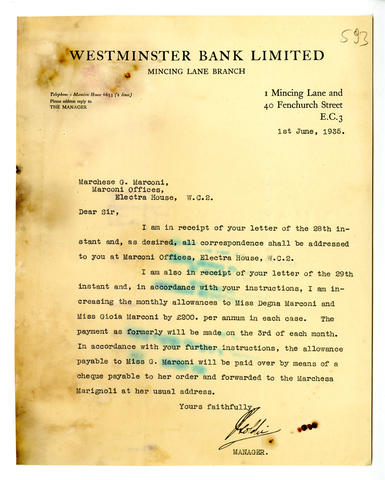 593
WESTMINSTER BANK LIMITED
MINCING LANE BRANCH
Telephone : Mansion House 6653 (2 lines)
Please address reply to
THE MANAGER
1 Mincing Lane and
40 Fenchurch Street
E.C.3
1st June, 1935.
Marchese G. Marconi,
Marconi Offices,
Electra House, W.C.2.
Dear Sir,
I am in receipt of your letter of the 28th in-
stant and, as desired, all correspondence shall be addressed
to you at Marconi Offices, Electra House, W.C.2.
I am also in receipt of your letter of the 29th
instant and, in accordance with your instructions, I am in-
creasing the monthly allowances to Miss Degna Marconi and
Miss Gioia Marconi by £200. per annum in each case. The
payment as formerly will be made on the 3rd of each month.
In accordance with your further instructions, the allowance
payable to Miss G. Marconi will be paid over by means of a
cheque payable to her order and forwarded to the Marchesa
Marignoli at her usual address.
Yours faithfully,
MANAGER.